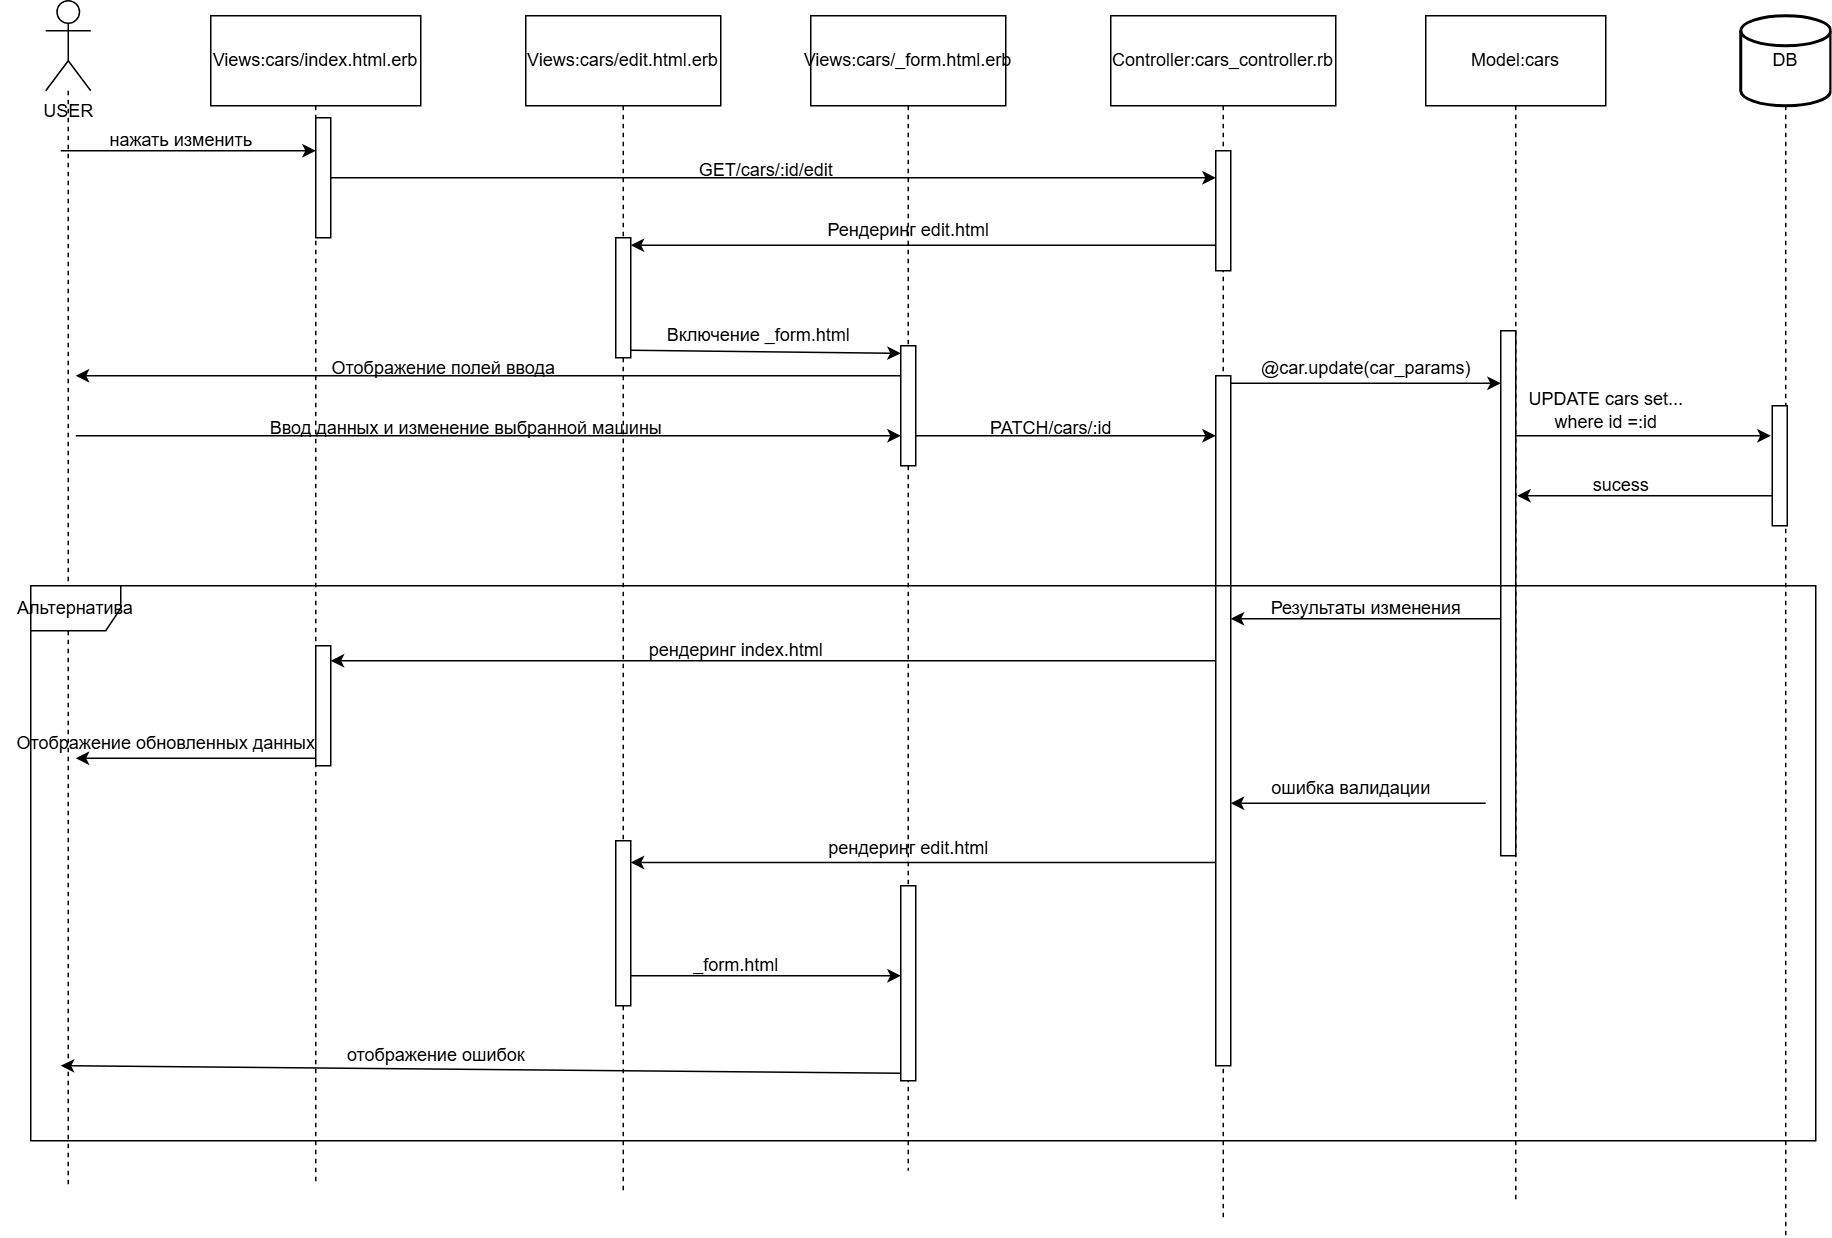 USER
Views:cars/index.html.erb
Views:cars/edit.html.erb
Views:cars/_form.html.erb
Controller:cars_controller.rb
Model:cars
DB
нажать изменить
GET/cars/:id/edit
Рендеринг edit.html
Включение _form.html
Отображение полей ввода
@car.update(car_params)
UPDATE cars set...
where id =:id
Ввод данных и изменение выбранной машины
PATCH/cars/:id
sucess
Альтернатива
Результаты изменения
рендеринг index.html
Отображение обновленных данных
ошибка валидации
рендеринг edit.html
_form.html
отображение ошибок